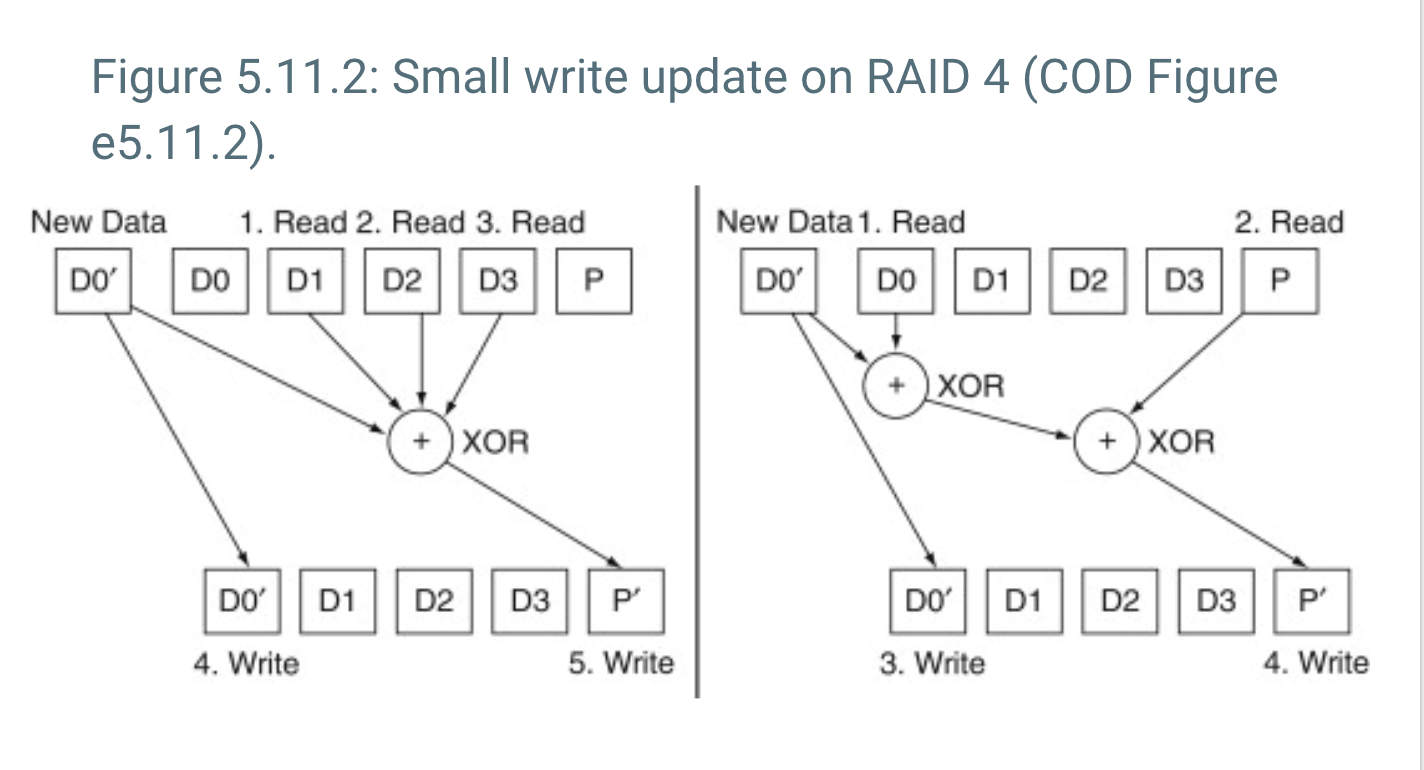 Figure 5.11.2: Small write update on RAID 4 (COD Figure
e5.11.2).
New Data 1. Read 2. Read 3. Read
D0′ D0 D1 D2 D3 P
+ XOR
D0′ D1 D2 D3 P′
4. Write 5. Write
New Data 1. Read 2. Read
D0′ D0 D1 D2 D3 P
+ XOR
+ XOR
D0′ D1 D2 D3 P′
3. Write 4. Write